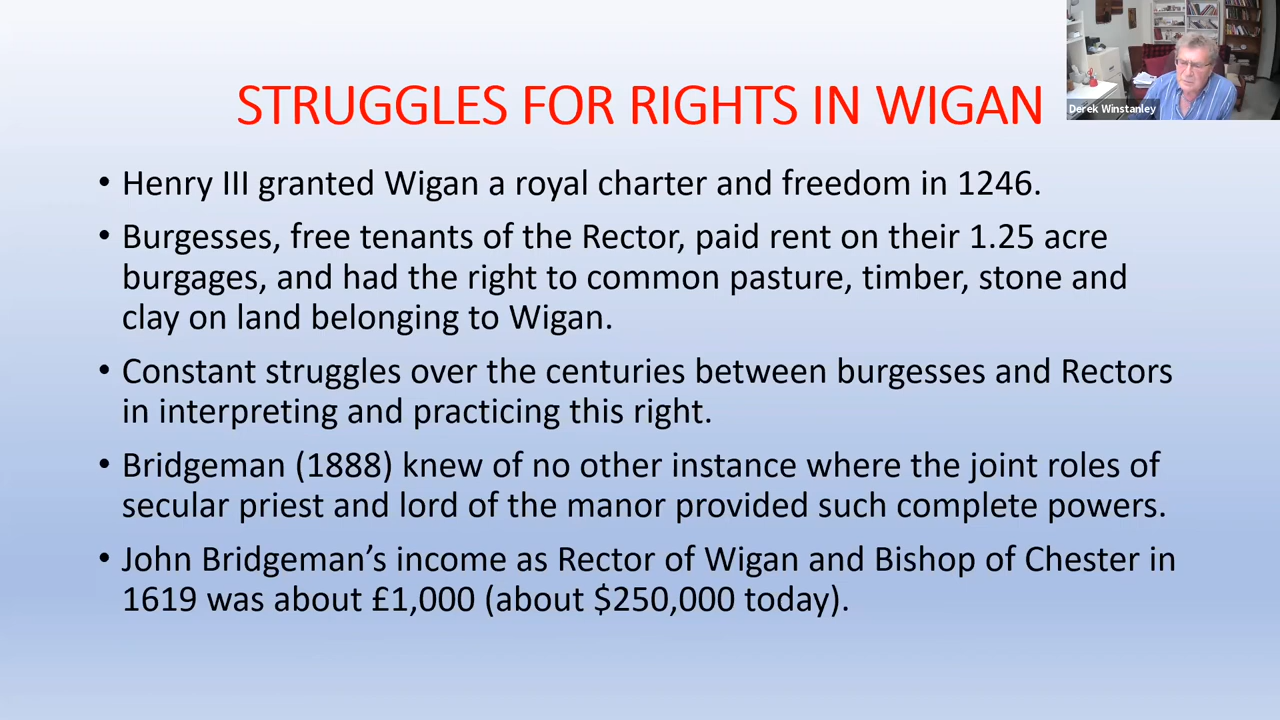 STRUGGLES FOR RIGHTS IN WIGAN
Derek Winstanley
• Henry III granted Wigan a royal charter and freedom in 1246.
• Burgesses, free tenants of the Rector, paid rent on their 1.25 acre
burgages, and had the right to common pasture, timber, stone and
clay on land belonging to Wigan.
• Constant struggles over the centuries between burgesses and Rectors
in interpreting and practicing this right.
• Bridgeman (1888) knew of no other instance where the joint roles of
secular priest and lord of the manor provided such complete powers.
• John Bridgeman’s income as Rector of Wigan and Bishop of Chester in
1619 was about £1,000 (about $250,000 today).